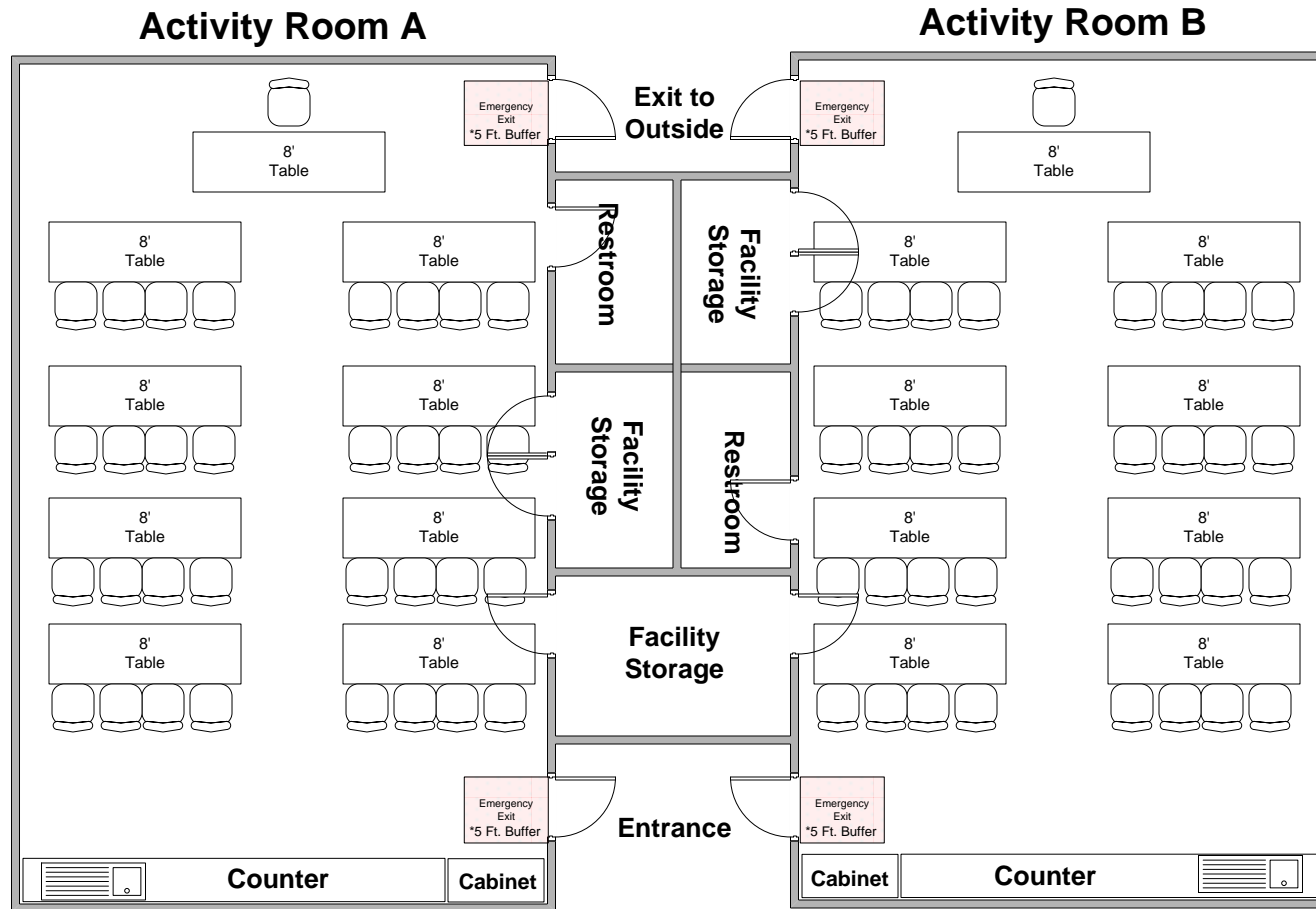 Activity Room A
Activity Room B
Emergency
Exit
*5 Ft. Buffer
Exit to
Outside
Emergency
Exit
*5 Ft. Buffer
8'
Table
8'
Table
8'
Table
8'
Table
Restroom
Facility
Storage
8'
Table
8'
Table
8'
Table
8'
Table
Facility
Storage
Restroom
8'
Table
8'
Table
8'
Table
8'
Table
8'
Table
8'
Table
8'
Table
8'
Table
Facility
Storage
8'
Table
8'
Table
Emergency
Exit
*5 Ft. Buffer
Entrance
Emergency
Exit
*5 Ft. Buffer
Counter
Cabinet
Cabinet
Counter